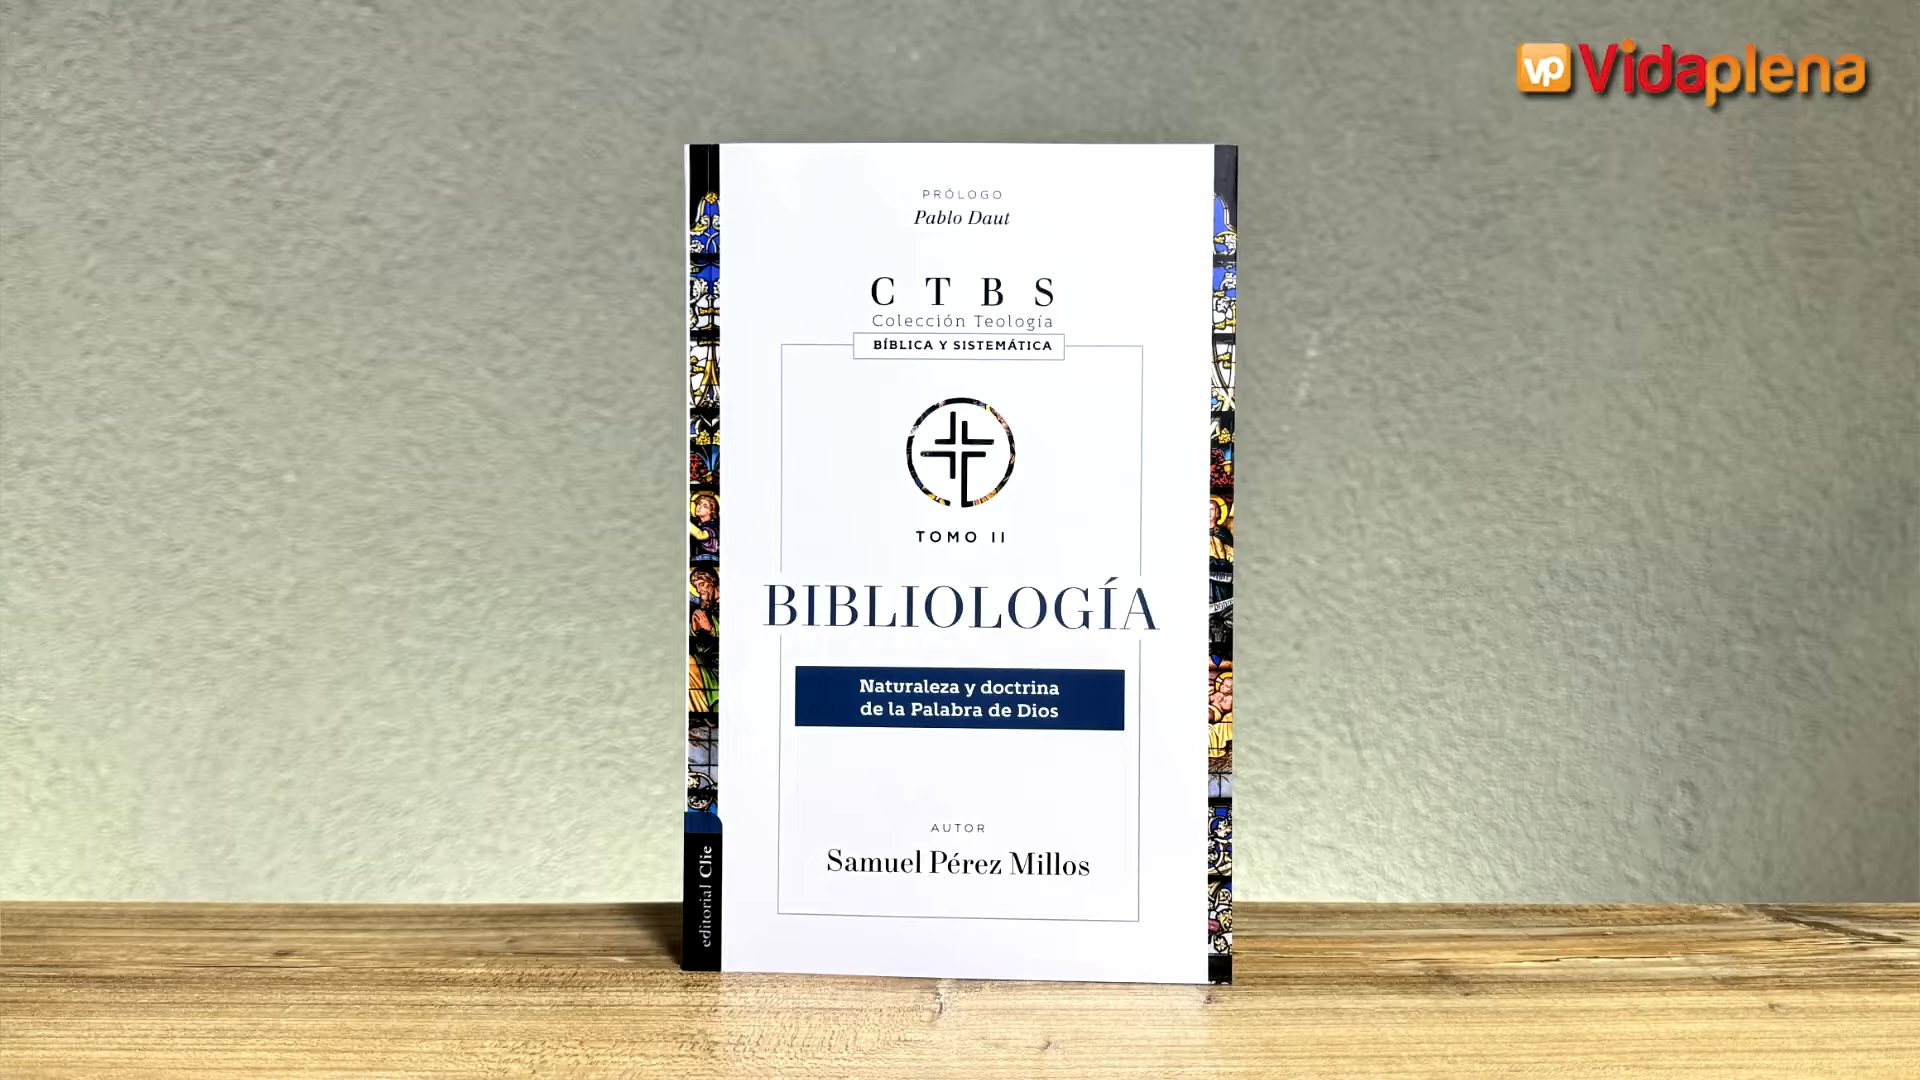 vp Vidaplena
PRÓLOGO
Pablo Daut
C T B S
Colección Teología
BÍBLICA Y SISTEMÁTICA
TOMO II
BIBLIOLOGÍA
Naturaleza y doctrina
de la Palabra de Dios
AUTOR
Samuel Pérez Millos
editorial Clie